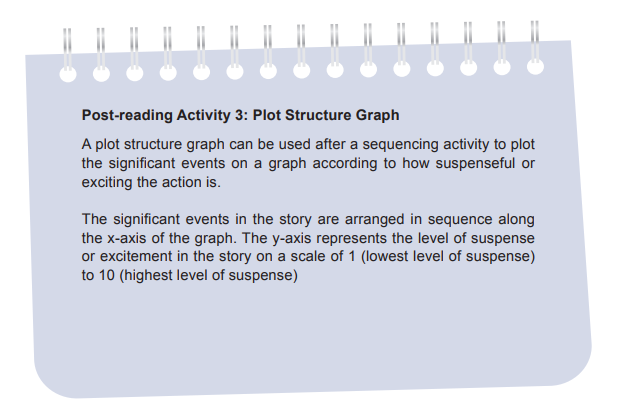 Post-reading Activity 3: Plot Structure Graph
A plot structure graph can be used after a sequencing activity to plot
the significant events on a graph according to how suspenseful or
exciting the action is.
The significant events in the story are arranged in sequence along
the x-axis of the graph. The y-axis represents the level of suspense
or excitement in the story on a scale of 1 (lowest level of suspense)
to 10 (highest level of suspense)